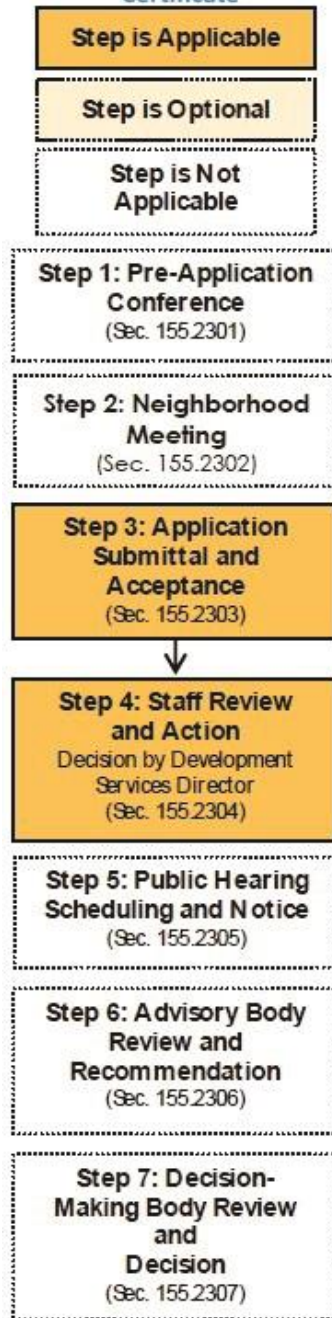 Certificate
Step is Applicable
Step is Optional
Step is Not
Applicable
Step 1: Pre-Application
Conference
(Sec. 155.2301)
Step 2: Neighborhood
Meeting
(Sec. 155.2302)
Step 3: Application
Submittal and
Acceptance
(Sec. 155.2303)
Step 4: Staff Review
and Action
Decision by Development
Services Director
(Sec. 155.2304)
Step 5: Public Hearing
Scheduling and Notice
(Sec. 155.2305)
Step 6: Advisory Body
Review and
Recommendation
(Sec. 155.2306)
Step 7: Decision-
Making Body Review
and
Decision
(Sec. 155.2307)